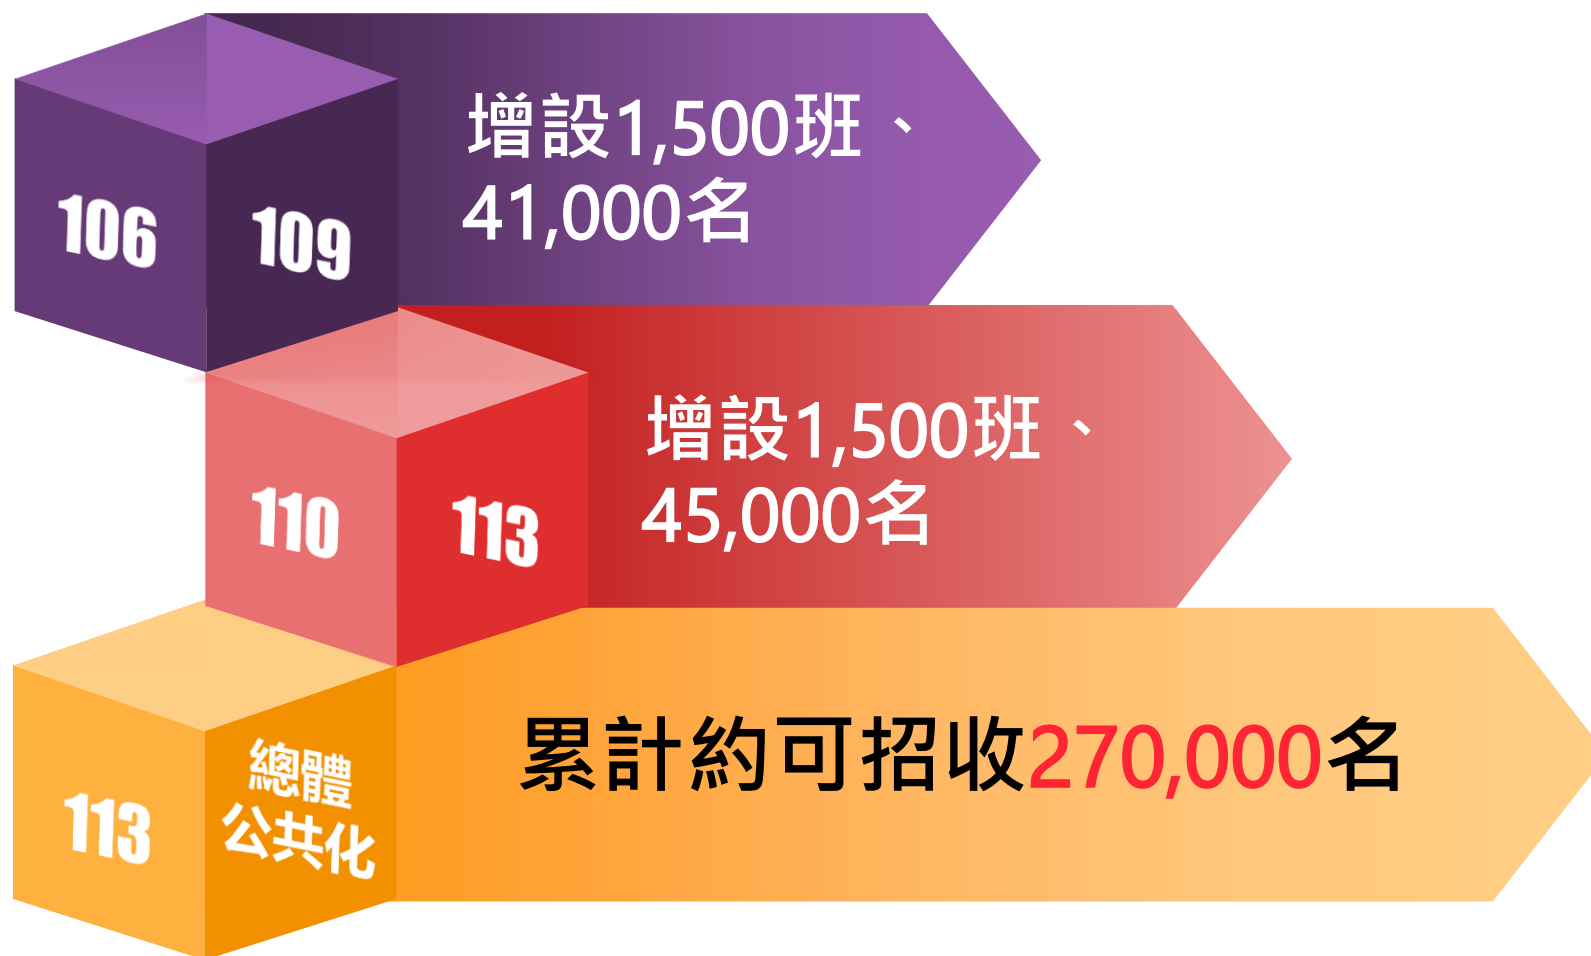 106
109
增設1,500班、
41,000名
110
113
增設1,500班、
45,000名
113
總體
公共化
累計約可招收270,000名